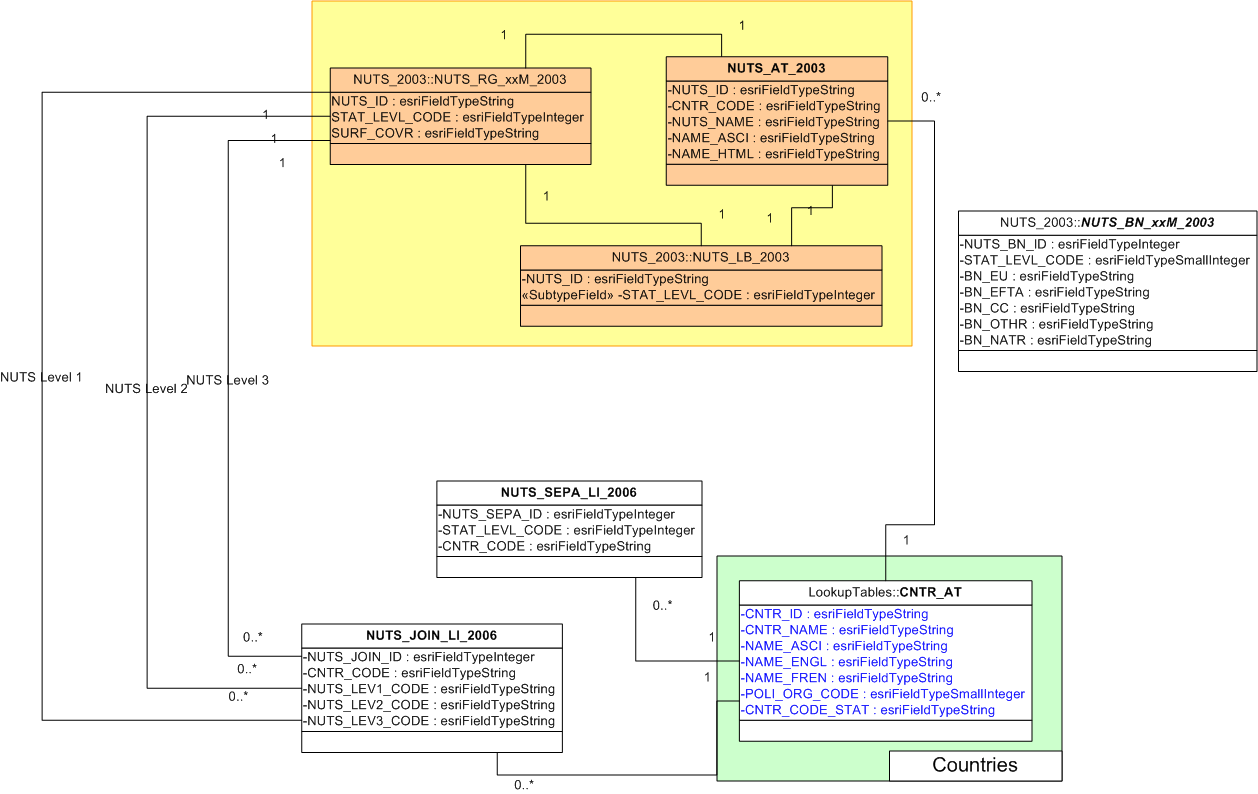 1
1
NUTS_2003::NUTS_RG_xxM_2003
NUTS_ID : esriFieldTypeString
STAT_LEVL_CODE : esriFieldTypeInteger
SURF_COVR : esriFieldTypeString
NUTS_AT_2003
-NUTS_ID : esriFieldTypeString
-CNTR_CODE : esriFieldTypeString
-NUTS_NAME : esriFieldTypeString
-NAME_ASCI : esriFieldTypeString
-NAME_HTML : esriFieldTypeString
0..*
1
1
1
1
1
1
1
NUTS_2003::NUTS_LB_2003
-NUTS_ID : esriFieldTypeString
«SubtypeField» -STAT_LEVL_CODE : esriFieldTypeInteger
NUTS_2003::NUTS_BN_xxM_2003
-NUTS_BN_ID : esriFieldTypeInteger
-STAT_LEVL_CODE : esriFieldTypeSmallInteger
-BN_EU : esriFieldTypeString
-BN_EFTA : esriFieldTypeString
-BN_CC : esriFieldTypeString
-BN_OTHR : esriFieldTypeString
-BN_NATR : esriFieldTypeString
NUTS Level 1
NUTS Level 2
NUTS Level 3
NUTS_SEPA_LI_2006
-NUTS_SEPA_ID : esriFieldTypeInteger
-STAT_LEVL_CODE : esriFieldTypeInteger
-CNTR_CODE : esriFieldTypeString
0..*
1
1
1
LookupTables::CNTR_AT
-CNTR_ID : esriFieldTypeString
-CNTR_NAME : esriFieldTypeString
-NAME_ASCI : esriFieldTypeString
-NAME_ENGL : esriFieldTypeString
-NAME_FREN : esriFieldTypeString
-POLI_ORG_CODE : esriFieldTypeSmallInteger
-CNTR_CODE_STAT : esriFieldTypeString
Countries
0..*
0..*
0..*
NUTS_JOIN_LI_2006
-NUTS_JOIN_ID : esriFieldTypeInteger
-CNTR_CODE : esriFieldTypeString
-NUTS_LEV1_CODE : esriFieldTypeString
-NUTS_LEV2_CODE : esriFieldTypeString
-NUTS_LEV3_CODE : esriFieldTypeString
0..*